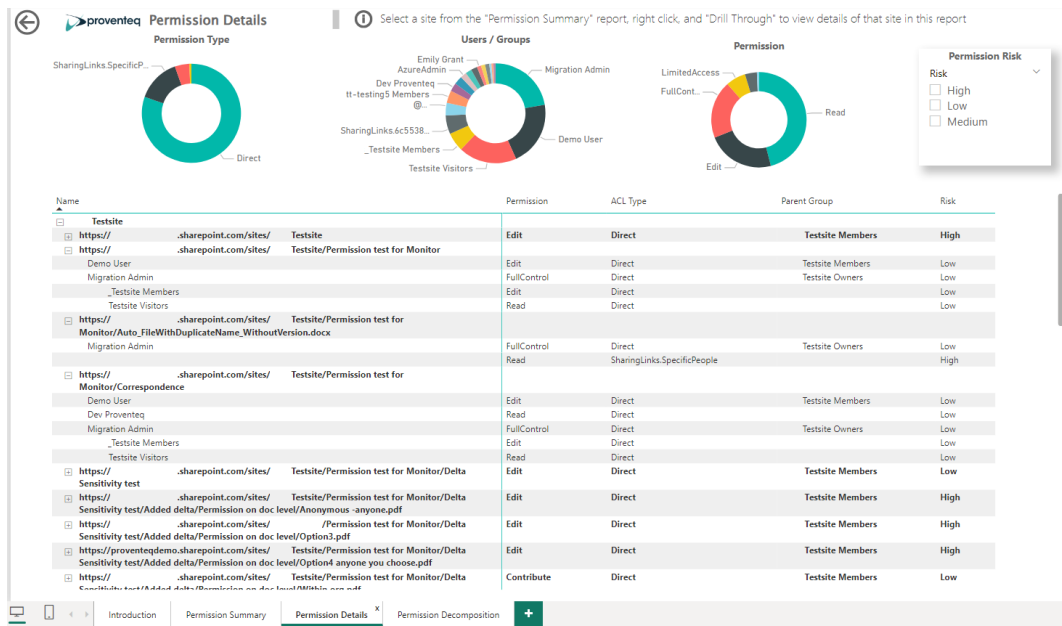 proventeq Permission Details
Select a site from the "Permission Summary" report, right click, and "Drill Through" to view details of that site in this report
Permission Type
SharingLinks.SpecificP...
Direct
Users / Groups
Emily Grant
AzureAdmin
Dev Proventeq
tt-testing5 Members
@...
SharingLinks.6c5538...
_Testsite Members
Testsite Visitors
Migration Admin
Demo User
Permission
LimitedAccess
FullCont...
Read
Edit
Permission Risk
Risk
High
Low
Medium
Name Permission ACL Type Parent Group Risk
Testsite
https:// .sharepoint.com/sites/ Testsite Edit Direct Testsite Members High
https:// .sharepoint.com/sites/ Testsite/Permission test for Monitor
Demo User Edit Direct Testsite Members Low
Migration Admin FullControl Direct Testsite Owners Low
_Testsite Members Edit Direct Low
Testsite Visitors Read Direct Low
https:// .sharepoint.com/sites/ Testsite/Permission test for
Monitor/Auto_FileWithDuplicateName_WithoutVersion.docx
Migration Admin FullControl Direct Testsite Owners Low
Read SharingLinks.SpecificPeople High
https:// .sharepoint.com/sites/ Testsite/Permission test for
Monitor/Correspondence
Demo User Edit Direct Testsite Members Low
Dev Proventeq Read Direct Low
Migration Admin FullControl Direct Testsite Owners Low
_Testsite Members Edit Direct Low
Testsite Visitors Read Direct Low
https:// .sharepoint.com/sites/ Testsite/Permission test for Monitor/Delta Edit Direct Testsite Members Low
Sensitivity test
https:// .sharepoint.com/sites/ Testsite/Permission test for Monitor/Delta Edit Direct Testsite Members High
Sensitivity test/Added delta/Permission on doc level/Anonymous -anyone.pdf
https:// .sharepoint.com/sites/ /Permission test for Monitor/Delta Edit Direct Testsite Members High
Sensitivity test/Added delta/Permission on doc level/Option3.pdf
https://proventeqdemo.sharepoint.com/sites/ Testsite/Permission test for Monitor/Delta Edit Direct Testsite Members High
Sensitivity test/Added delta/Permission on doc level/Option4 anyone you choose.pdf
https:// .sharepoint.com/sites/ Testsite/Permission test for Monitor/Delta Contribute Direct Testsite Members Low
Sensitivity test/Added delta/Permission on doc level/Within org.pdf
Introduction Permission Summary Permission Details x Permission Decomposition +